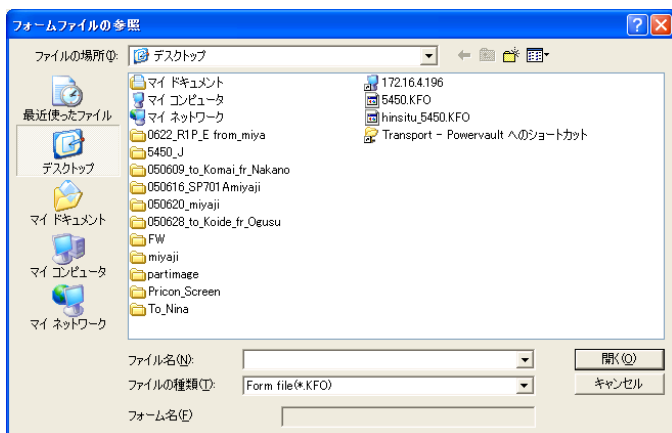 フォームファイルの参照
ファイルの場所(I):
デスクトップ
最近使ったファイル
デスクトップ
マイ ドキュメント
マイ コンピュータ
マイ ネットワーク
マイ ドキュメント
マイ コンピュータ
マイ ネットワーク
0622_R1P_E from_miya
5450_J
050609_to_Komai_fr_Nakano
050616_SP701Amiyaji
050620_miyaji
050628_to_Koide_fr_Ogusu
FW
miyaji
partimage
Pricon_Screen
To_Nina
172.16.4.196
5450.KFO
hinsitu_5450.KFO
Transport - Powervault へのショートカット
ファイル名(N):
開く(O)
ファイルの種類(T):
Form file(*.KFO)
キャンセル
フォーム名(F)